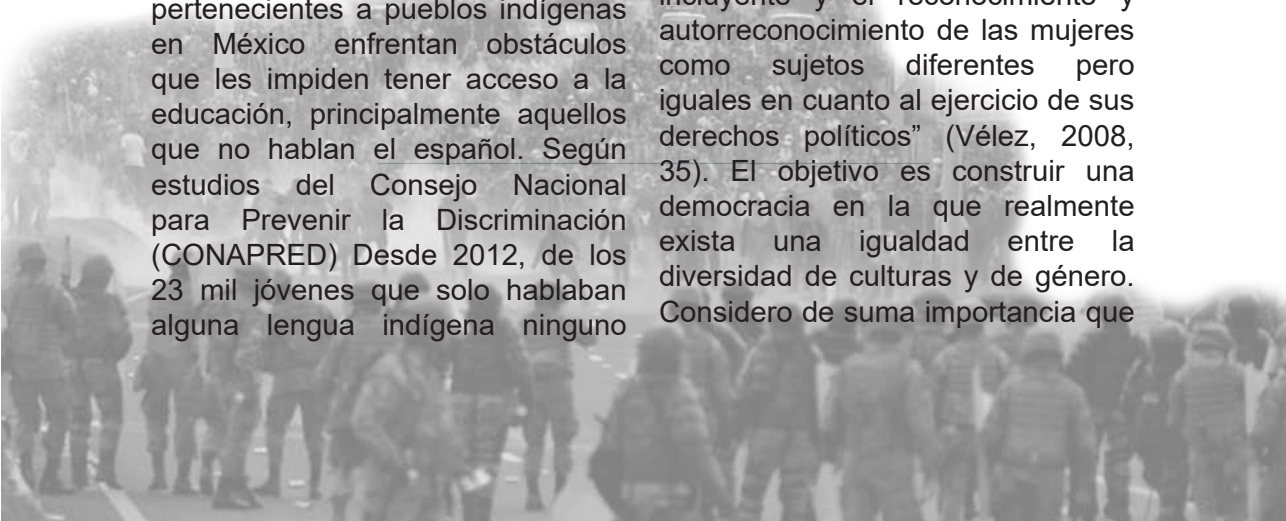 pertenecientes a pueblos indígenas
en México enfrentan obstáculos
que les impiden tener acceso a la
educación, principalmente aquellos
que no hablan el español. Según
estudios del Consejo Nacional
para Prevenir la Discriminación
(CONAPRED) Desde 2012, de los
23 mil jóvenes que solo hablaban
alguna lengua indígena ninguno
incluyente y el reconocimiento y
autorreconocimiento de las mujeres
como sujetos diferentes pero
iguales en cuanto al ejercicio de sus
derechos políticos” (Vélez, 2008,
35). El objetivo es construir una
democracia en la que realmente
exista una igualdad entre la
diversidad de culturas y de género.
Considero de suma importancia que